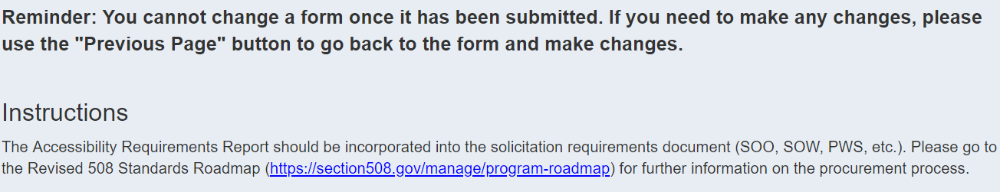 Reminder: You cannot change a form once it has been submitted. If you need to make any changes, please
use the "Previous Page" button to go back to the form and make changes.
Instructions
The Accessibility Requirements Report should be incorporated into the solicitation requirements document (SOO, SOW, PWS, etc.). Please go to
the Revised 508 Standards Roadmap (https://section508.gov/manage/program-roadmap) for further information on the procurement process.